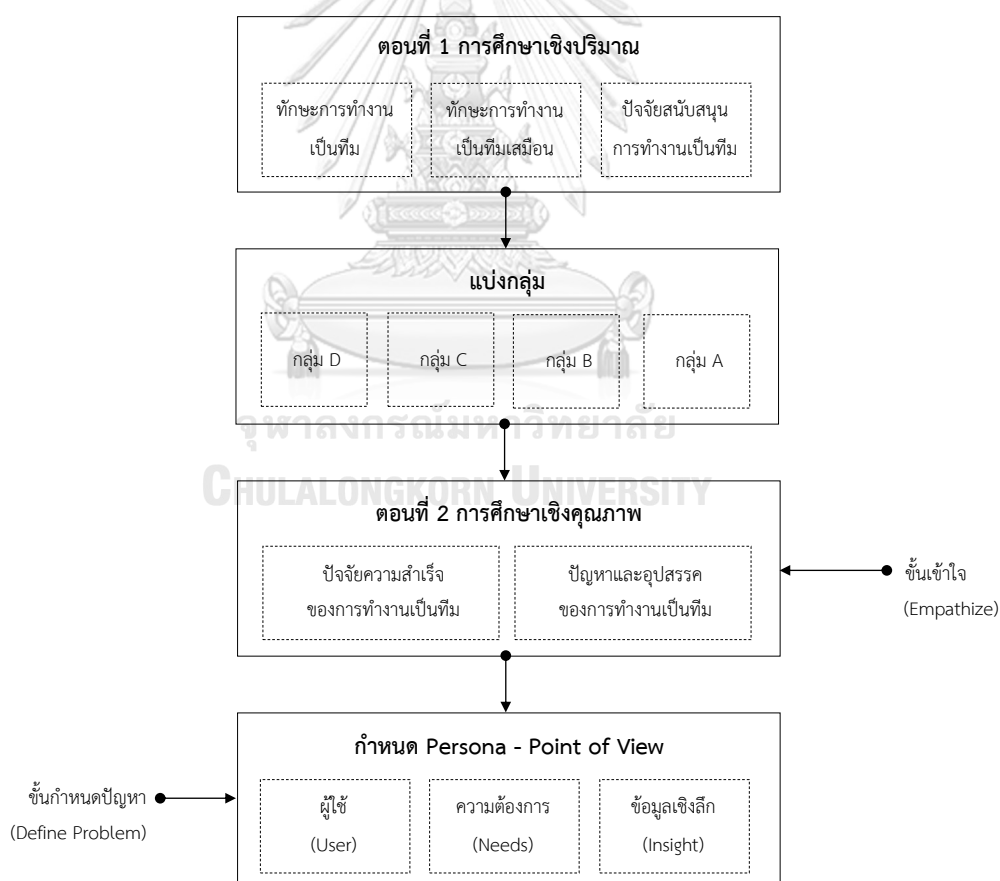 ตอนที่ 1 การศึกษาเชิงปริมาณ
ทักษะการทำงาน
เป็นทีม
ทักษะการทำงาน
เป็นทีมเสมือน
ปัจจัยสนับสนุน
การทำงานเป็นทีม
แบ่งกลุ่ม
กลุ่ม D
กลุ่ม C
กลุ่ม B
กลุ่ม A
จุฬาลงกรณ์มหาวิทยาลัย
CHULALONGKORN UNIVERSITY
ตอนที่ 2 การศึกษาเชิงคุณภาพ
ปัจจัยความสำเร็จ
ของการทำงานเป็นทีม
ปัญหาและอุปสรรค
ของการทำงานเป็นทีม
ขั้นเข้าใจ
(Empathize)
กำหนด Persona - Point of View
ขั้นกำหนดปัญหา
(Define Problem)
ผู้ใช้
(User)
ความต้องการ
(Needs)
ข้อมูลเชิงลึก
(Insight)